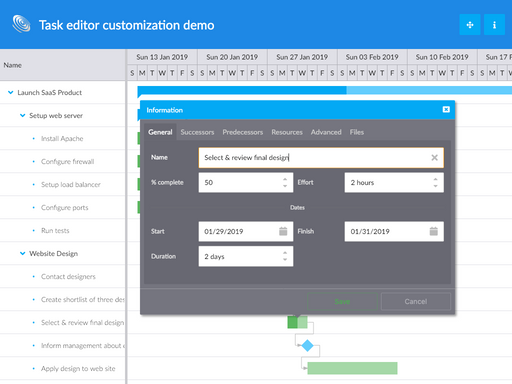 Task editor customization demo
Name
Sun 13 Jan 2019 Sun 20 Jan 2019 Sun 27 Jan 2019 Sun 03 Feb 2019 Sun 10 Feb 2019 Sun 17
S M T W T F S S M T W T F S S M T W T F S S M T W T F S S M T W T F S S M T
Launch SaaS Product
Setup web server
Install Apache
Configure firewall
Setup load balancer
Configure ports
Run tests
Website Design
Contact designers
Create shortlist of three des
Select & review final design
Inform management about
Apply design to web site
Information
General Successors Predecessors Resources Advanced Files
Name Select & review final design
% complete 50 Effort 2 hours
Dates
Start 01/29/2019 Finish 01/31/2019
Duration 2 days
Save Cancel